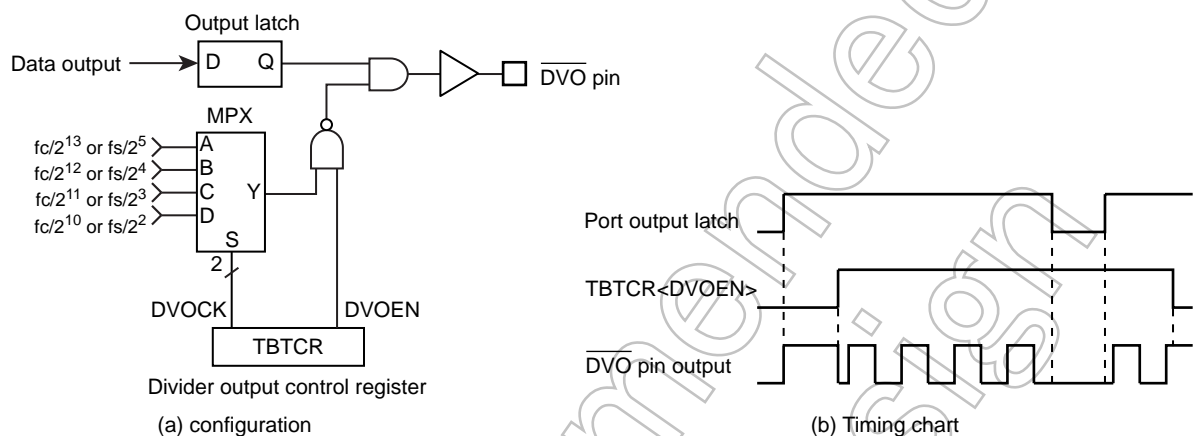 Output latch
Data output
D Q
DVO pin
MPX
fc/2^13 or fs/2^5
A
fc/2^12 or fs/2^4
B
fc/2^11 or fs/2^3
C
Y
fc/2^10 or fs/2^2
D
S
2
DVOCK
DVOEN
TBTCR
Divider output control register
(a) configuration
Port output latch
TBTCR<DVOEN>
DVO pin output
(b) Timing chart
mended
sign